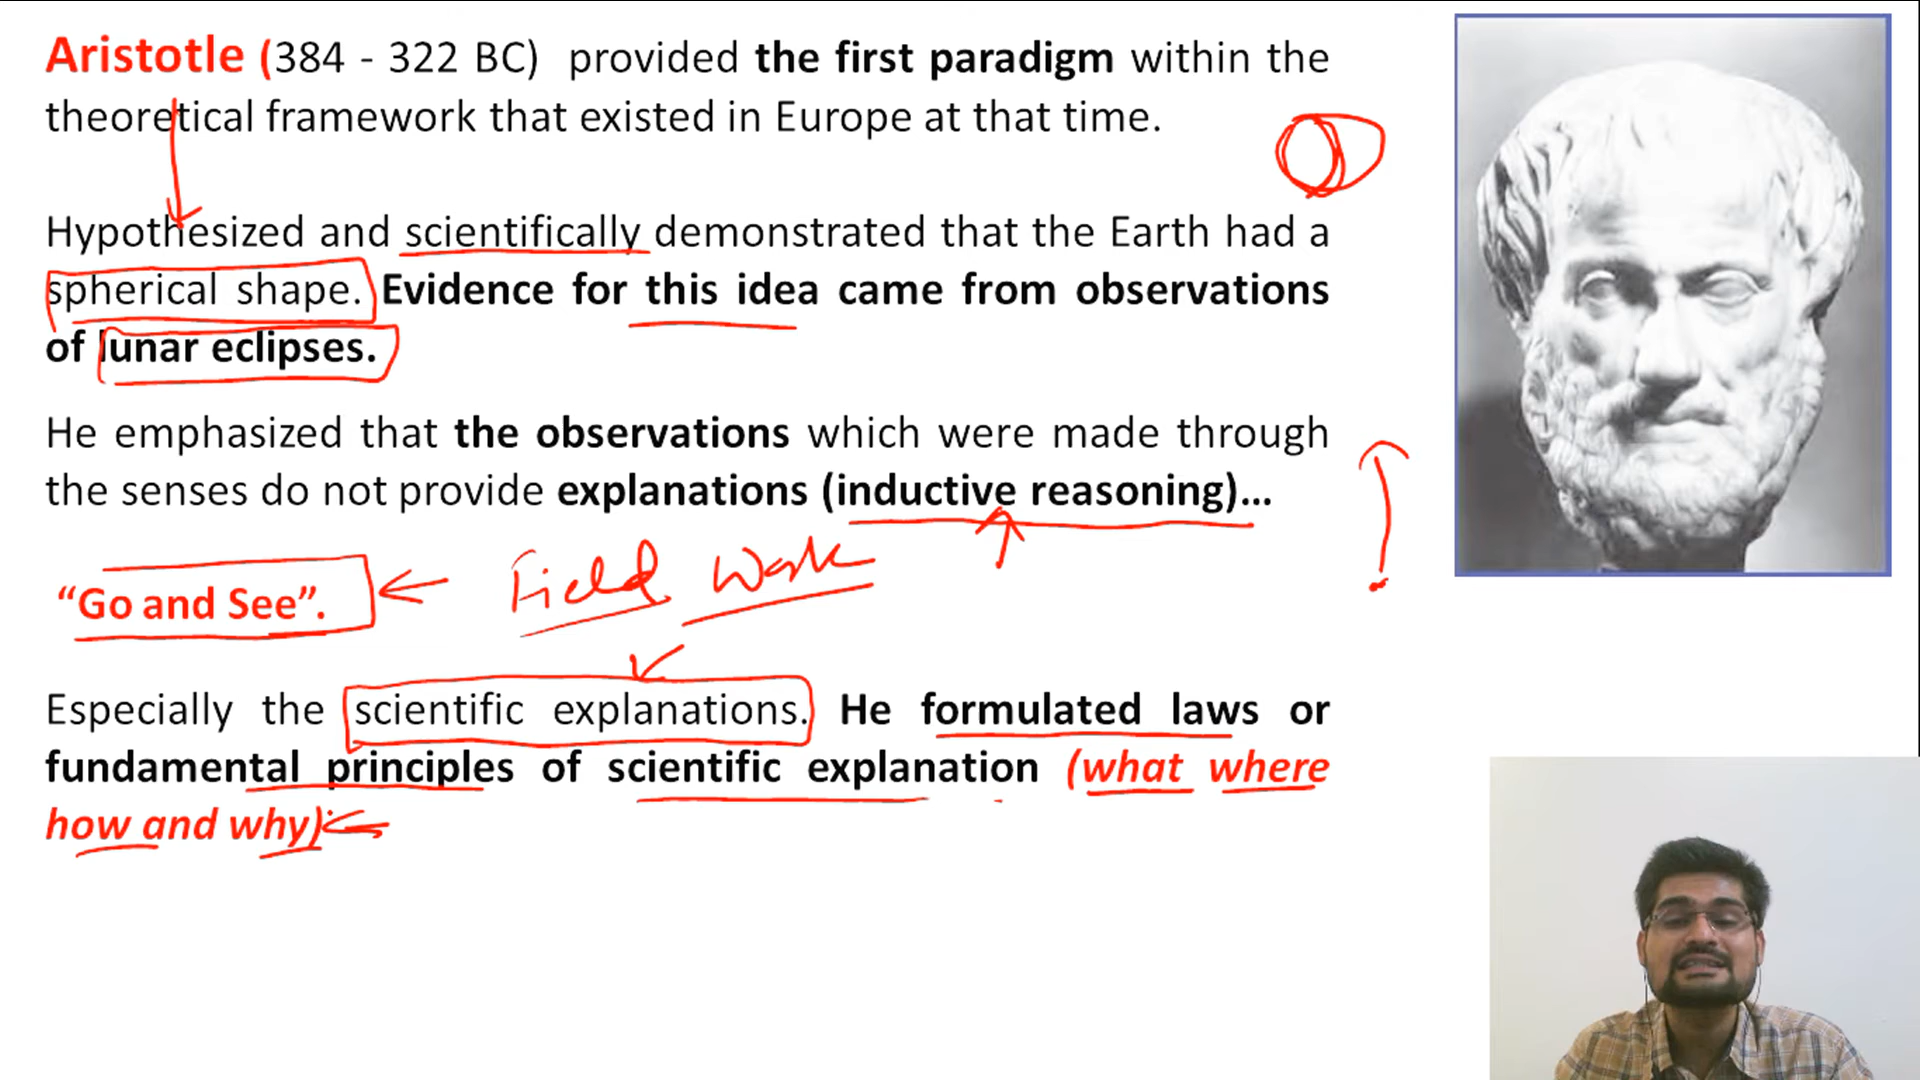 Aristotle (384 - 322 BC) provided the first paradigm within the
theoretical framework that existed in Europe at that time.
Hypothesized and scientifically demonstrated that the Earth had a
spherical shape. Evidence for this idea came from observations
of lunar eclipses.
He emphasized that the observations which were made through
the senses do not provide explanations (inductive reasoning)...
“Go and See”. Field Work
Especially the scientific explanations. He formulated laws or
fundamental principles of scientific explanation (what where
how and why)